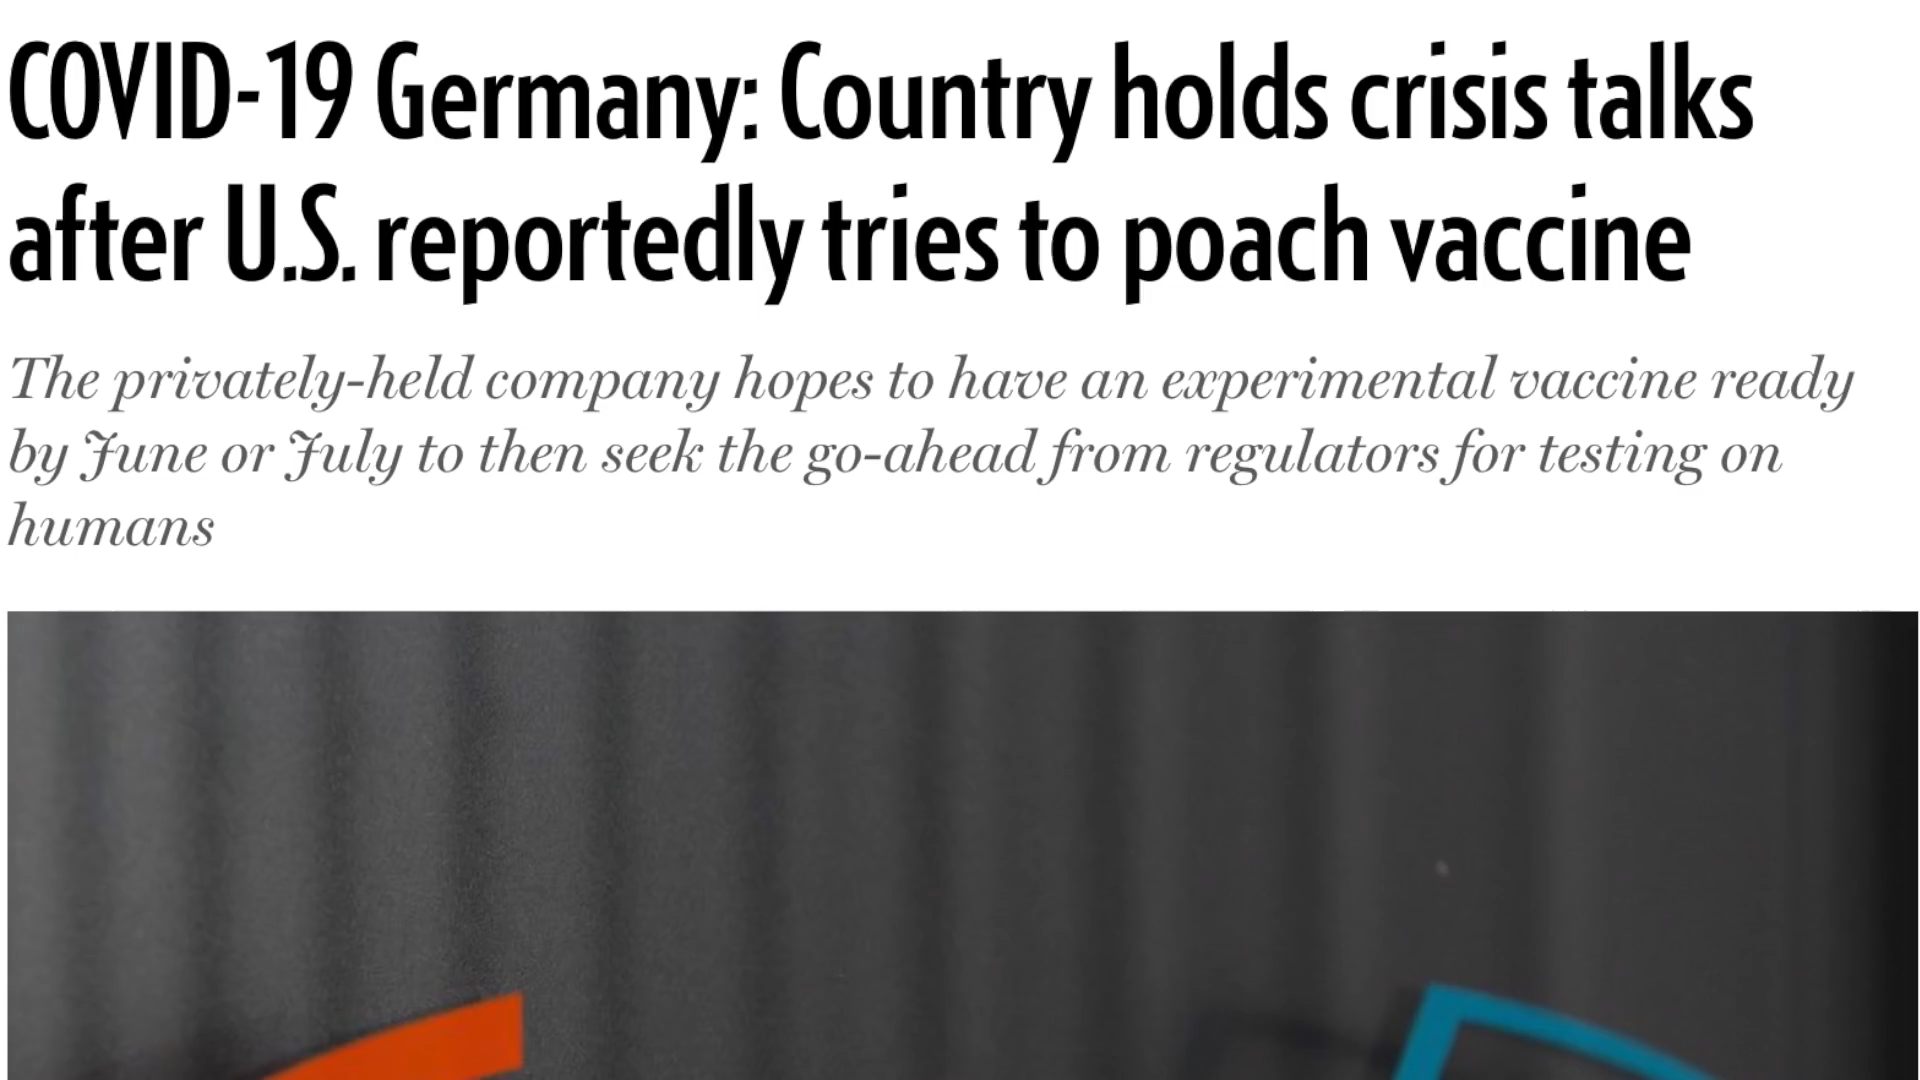 COVID-19 Germany: Country holds crisis talks
after U.S. reportedly tries to poach vaccine
The privately-held company hopes to have an experimental vaccine ready
by June or July to then seek the go-ahead from regulators for testing on
humans